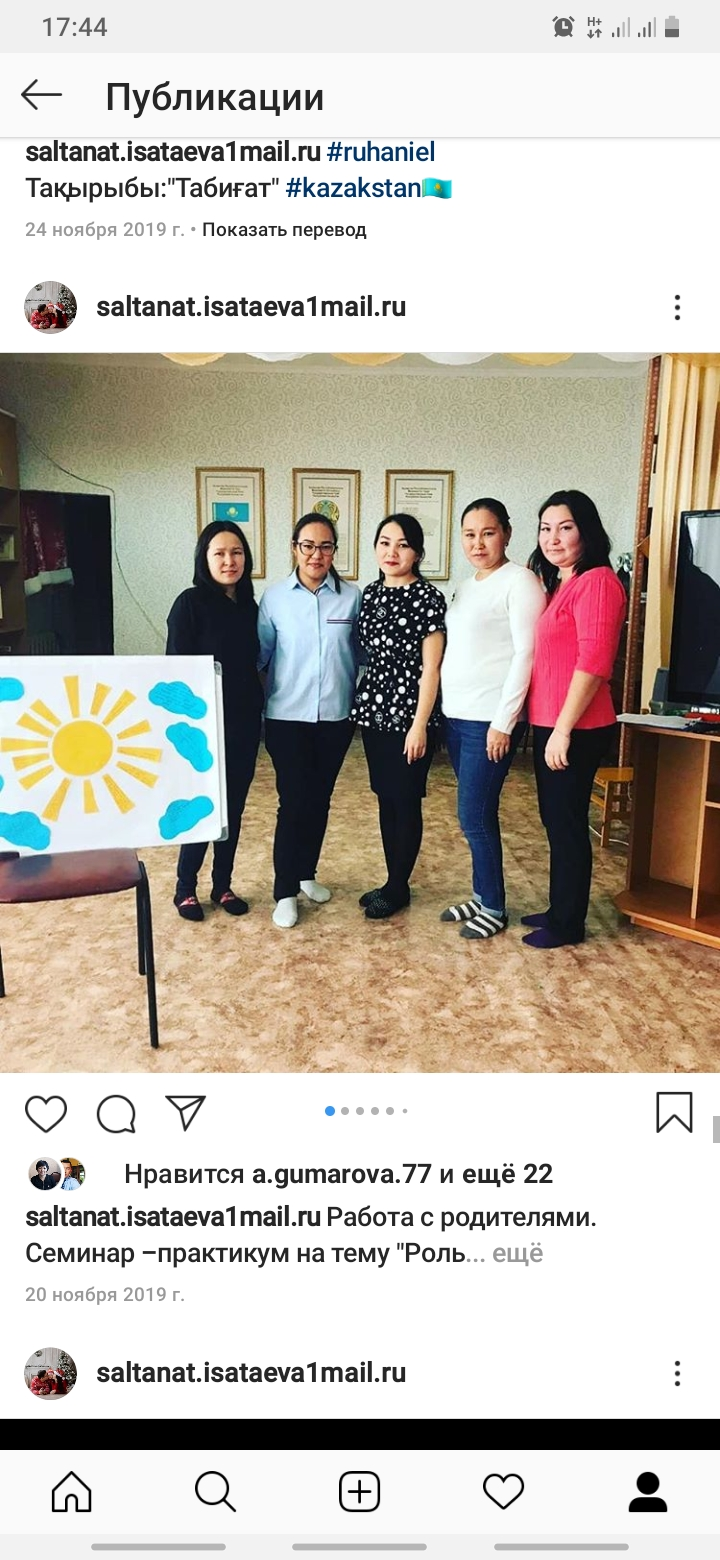 17:44
Публикации
saltanat.isataeva1mail.ru #ruhaniel
Тақырыбы:"Табиғат" #kazakstan🇰🇿
24 ноября 2019 г. • Показать перевод
saltanat.isataeva1mail.ru
Нравится a.gumarova.77 и ещё 22
saltanat.isataeva1mail.ru Работа с родителями.
Семинар –практикум на тему "Роль... ещё
20 ноября 2019 г.
saltanat.isataeva1mail.ru